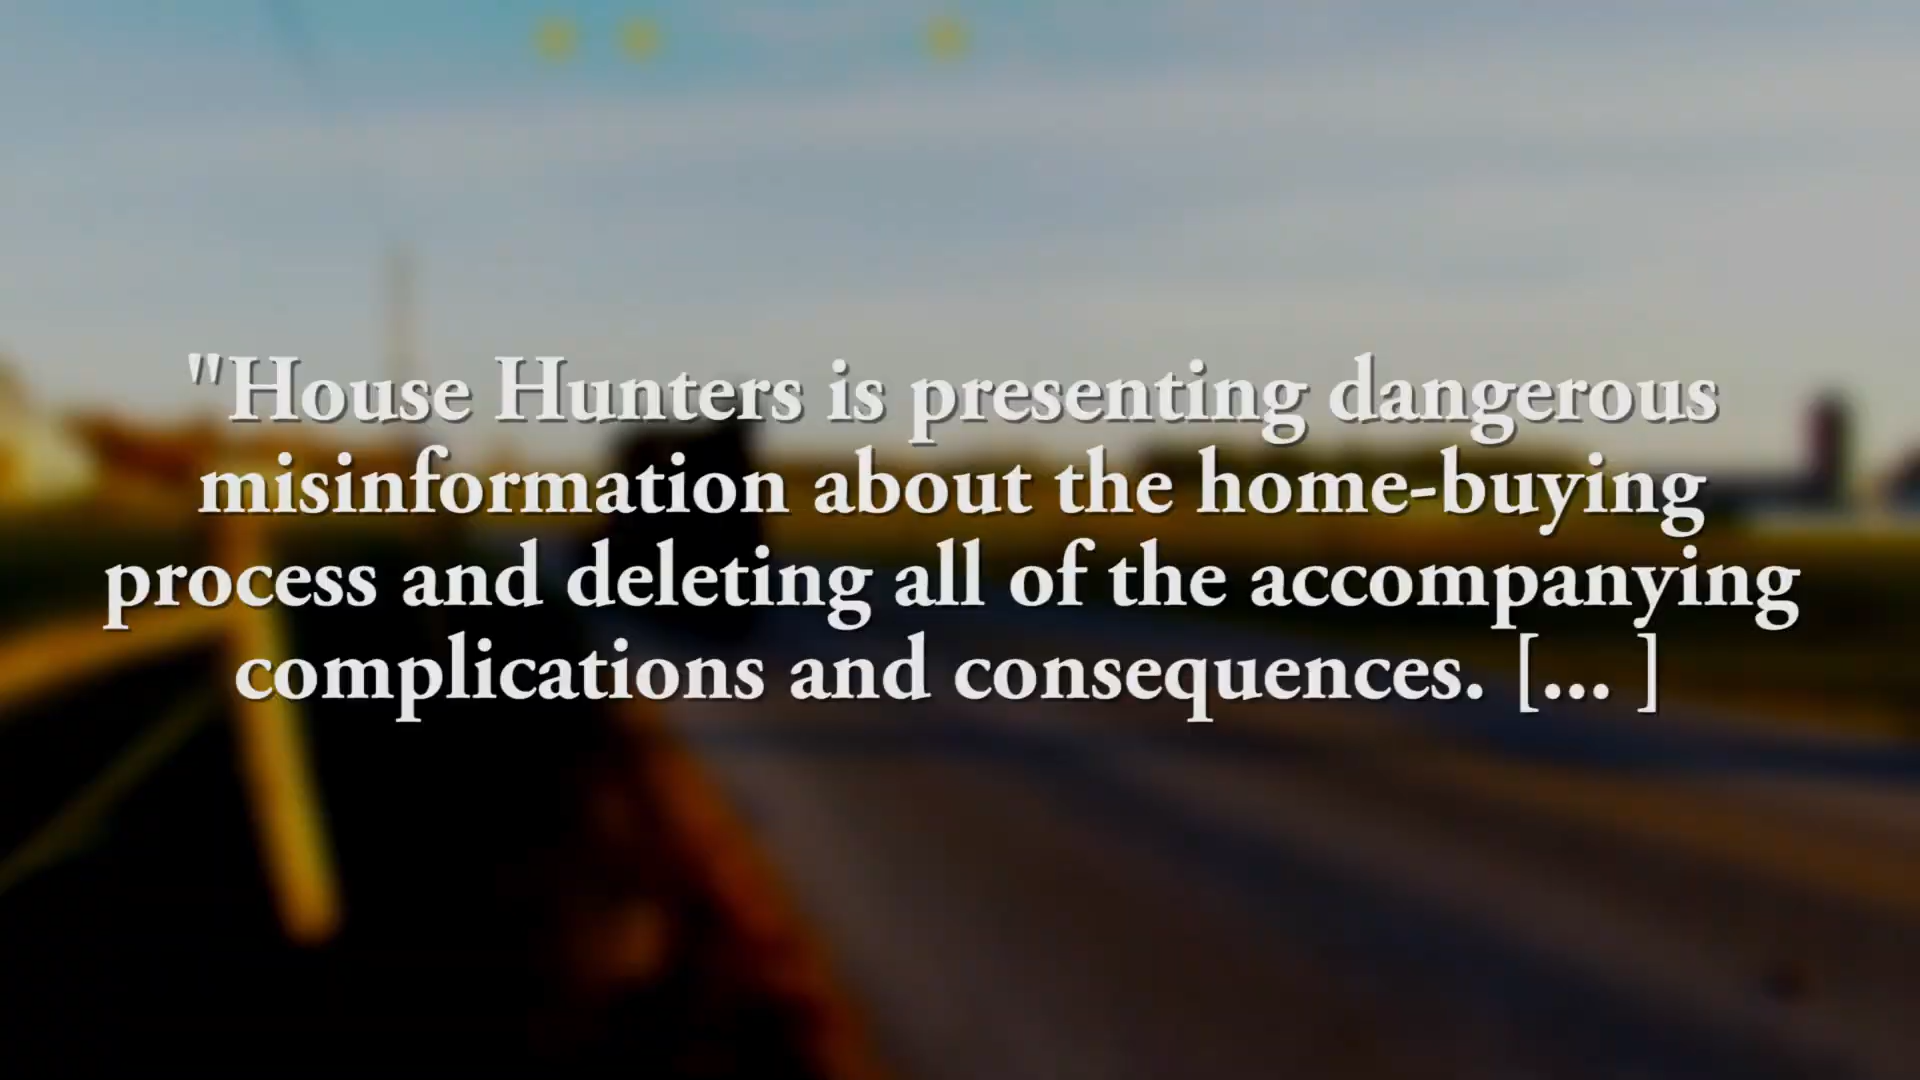 "House Hunters is presenting dangerous
misinformation about the home-buying
process and deleting all of the accompanying
complications and consequences. [... ]